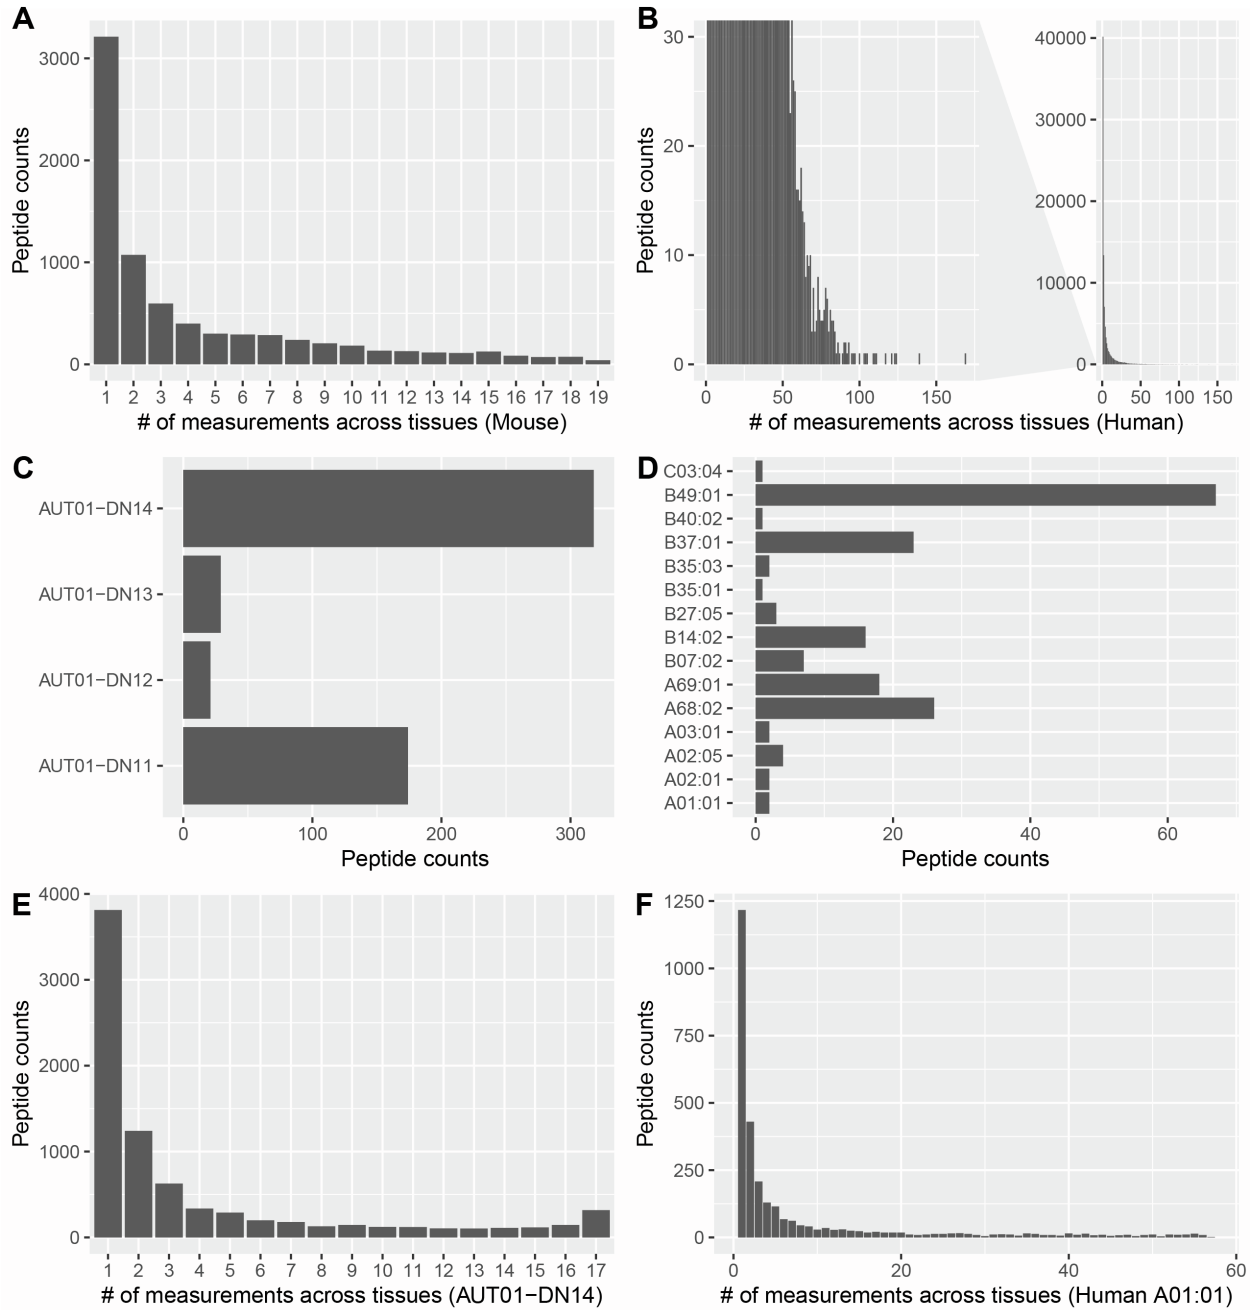 A
Peptide counts
3000
2000
1000
0
1 2 3 4 5 6 7 8 9 10 11 12 13 14 15 16 17 18 19
# of measurements across tissues (Mouse)
B
Peptide counts
30
20
10
0
0 50 100 150
Peptide counts
40000
30000
20000
10000
0
0 50 100 150
# of measurements across tissues (Human)
C
AUT01−DN14
AUT01−DN13
AUT01−DN12
AUT01−DN11
0 100 200 300
Peptide counts
D
C03:04
B49:01
B40:02
B37:01
B35:03
B35:01
B27:05
B14:02
B07:02
A69:01
A68:02
A03:01
A02:05
A02:01
A01:01
0 20 40 60
Peptide counts
E
Peptide counts
4000
3000
2000
1000
0
1 2 3 4 5 6 7 8 9 10 11 12 13 14 15 16 17
# of measurements across tissues (AUT01−DN14)
F
Peptide counts
1250
1000
750
500
250
0
0 20 40 60
# of measurements across tissues (Human A01:01)